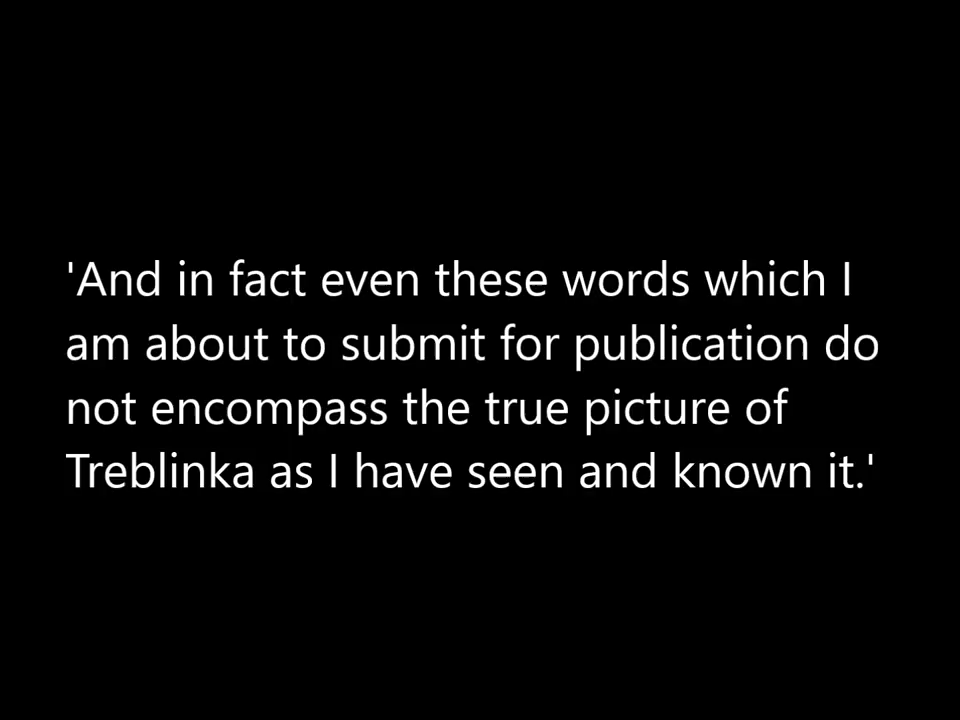 'And in fact even these words which I
am about to submit for publication do
not encompass the true picture of
Treblinka as I have seen and known it.'